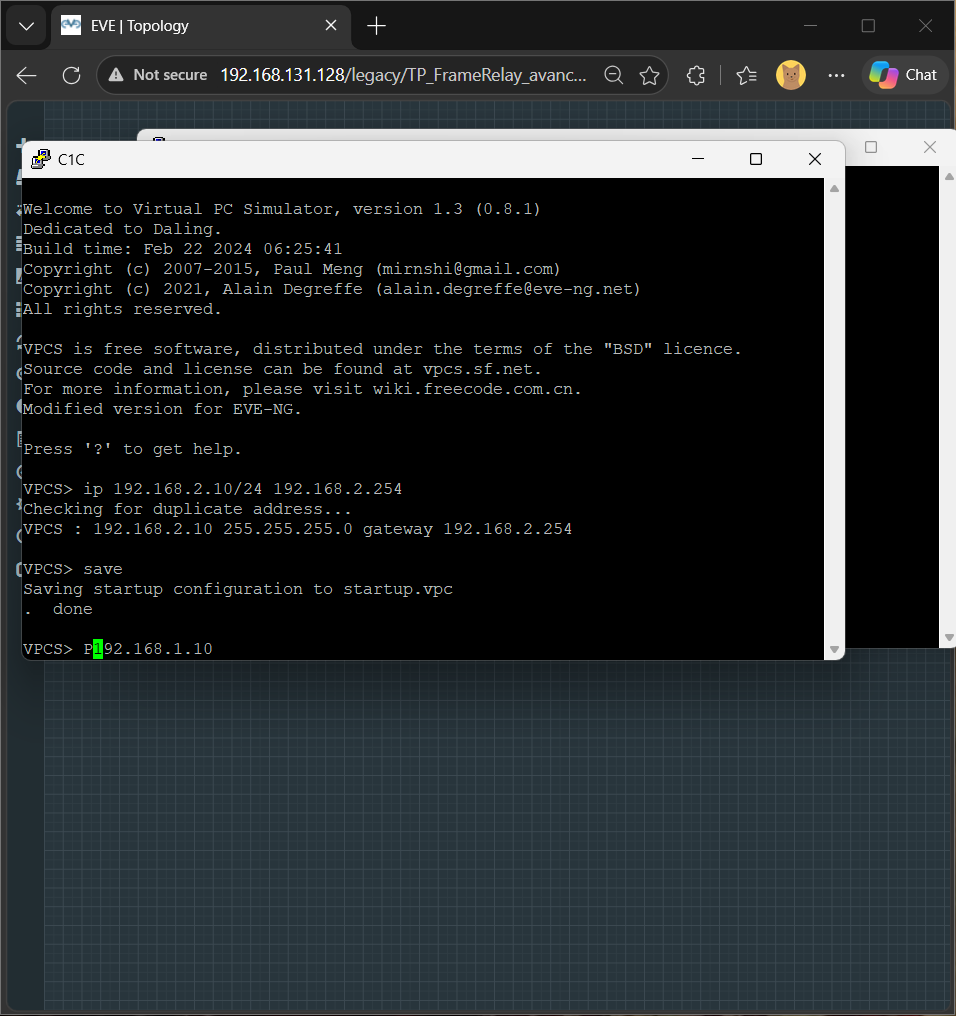 EVE | Topology
Not secure 192.168.131.128/legacy/TP_FrameRelay_avanc...
Chat
C1C
Welcome to Virtual PC Simulator, version 1.3 (0.8.1)
Dedicated to Daling.
Build time: Feb 22 2024 06:25:41
Copyright (c) 2007-2015, Paul Meng (mirnshi@gmail.com)
Copyright (c) 2021, Alain Degreffe (alain.degreffe@eve-ng.net)
All rights reserved.
VPCS is free software, distributed under the terms of the "BSD" licence.
Source code and license can be found at vpcs.sf.net.
For more information, please visit wiki.freecode.com.cn.
Modified version for EVE-NG.
Press '?' to get help.
VPCS> ip 192.168.2.10/24 192.168.2.254
Checking for duplicate address...
VPCS : 192.168.2.10 255.255.255.0 gateway 192.168.2.254
VPCS> save
Saving startup configuration to startup.vpc
.  done
VPCS> P192.168.1.10